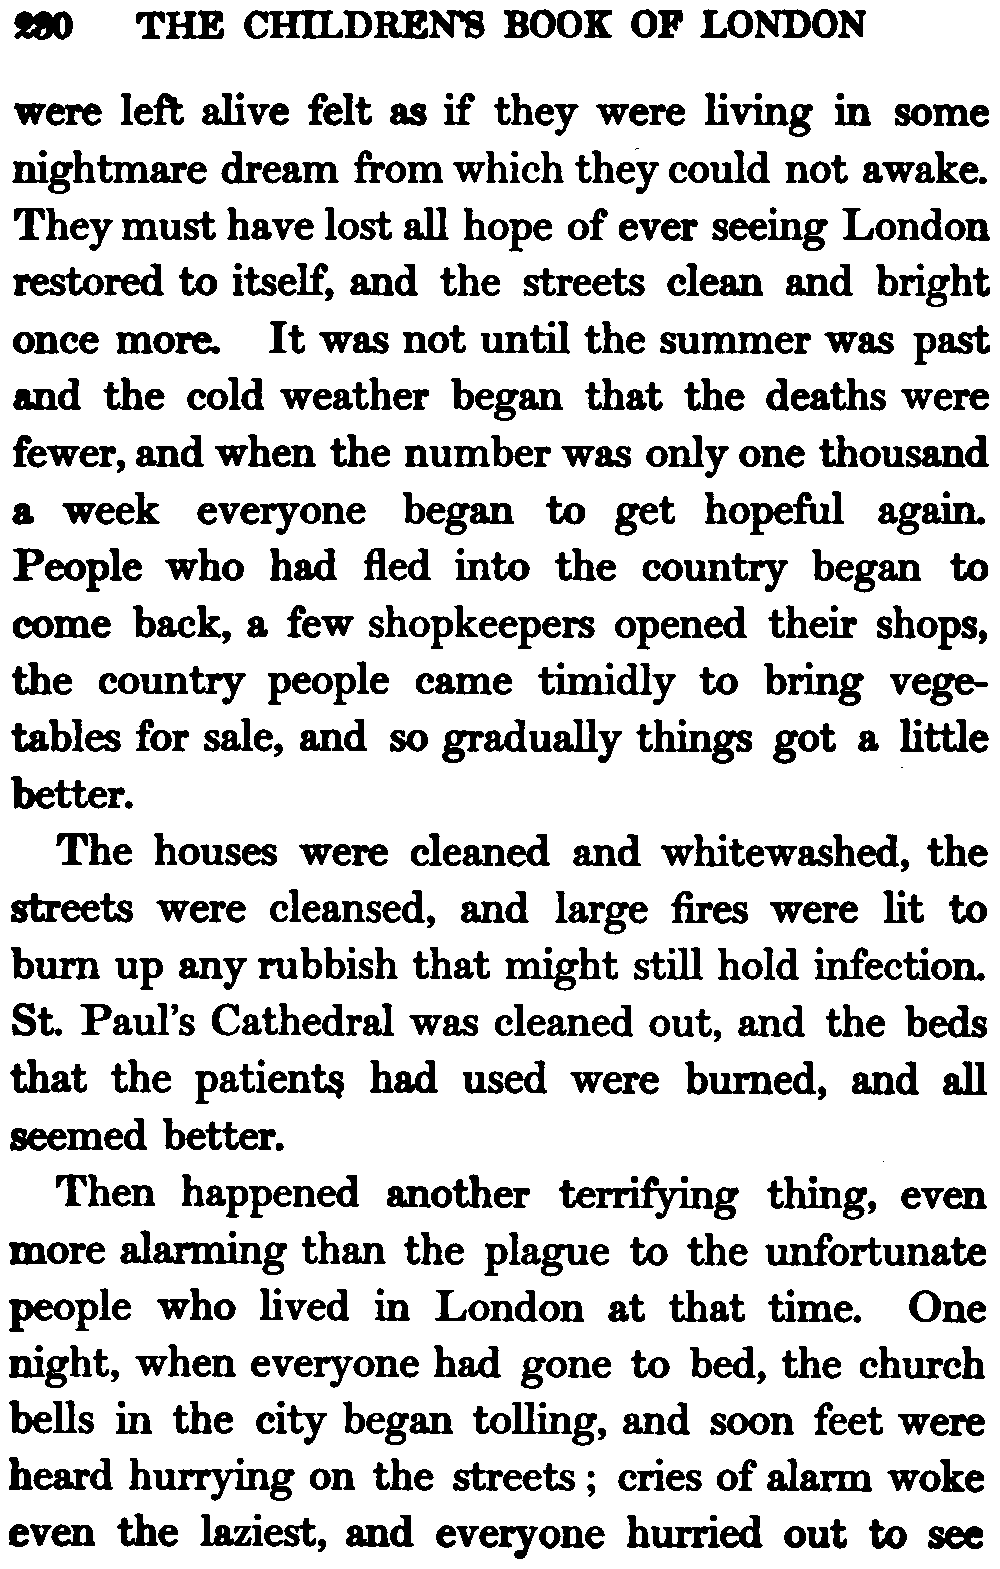 THE CHILDREN'S BOOK OF LONDON
were left alive felt as if they were living in some
nightmare dream from which they could not awake.
They must have lost all hope of ever seeing London
restored to itself, and the streets clean and bright
once more. It was not until the summer was past
and the cold weather began that the deaths were
fewer, and when the number was only one thousand
a week everyone began to get hopeful again.
People who had fled into the country began to
come back, a few shopkeepers opened their shops,
the country people came timidly to bring vege-
tables for sale, and so gradually things got a little
better.
The houses were cleaned and whitewashed, the
streets were cleansed, and large fires were lit to
burn up any rubbish that might still hold infection.
St. Paul's Cathedral was cleaned out, and the beds
that the patients had used were burned, and all
seemed better.
Then happened another terrifying thing, even
more alarming than the plague to the unfortunate
people who lived in London at that time. One
night, when everyone had gone to bed, the church
bells in the city began tolling, and soon feet were
heard hurrying on the streets ; cries of alarm woke
even the laziest, and everyone hurried out to see